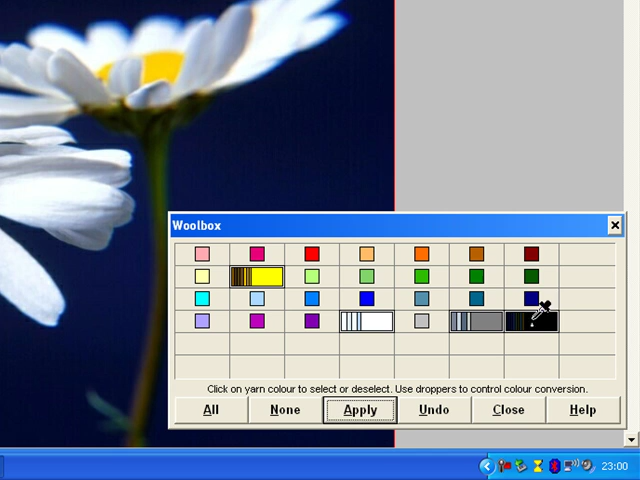 Woolbox
Click on yarn colour to select or deselect. Use droppers to control colour conversion.
All None Apply Undo Close Help
23:00